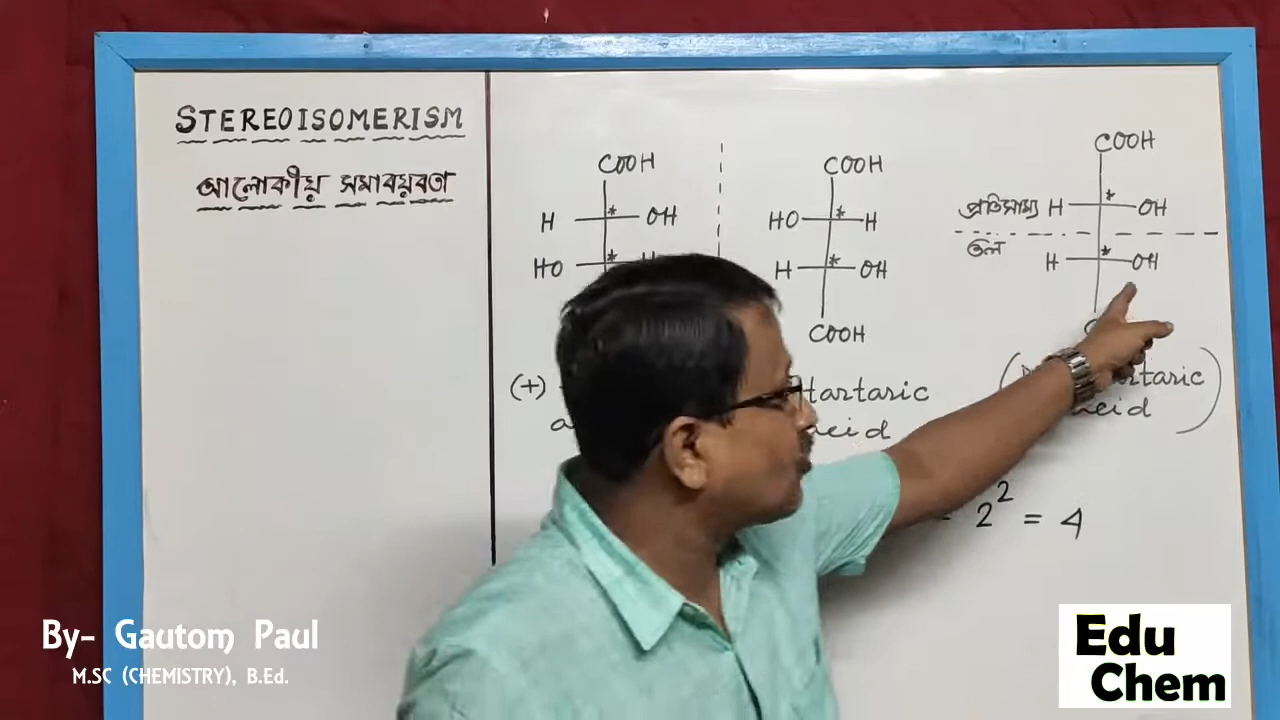 STEREOISOMERISM
আলোকীয় সমাবয়বতা
COOH
H * OH
HO * H
(+)
COOH
HO * H
H * OH
COOH
tartaric
acid
COOH
প্রতিসাম্য H * OH
তল
H * OH
acid
2² = 4
By- Gautom Paul
M.SC (CHEMISTRY), B.Ed.
Edu
Chem